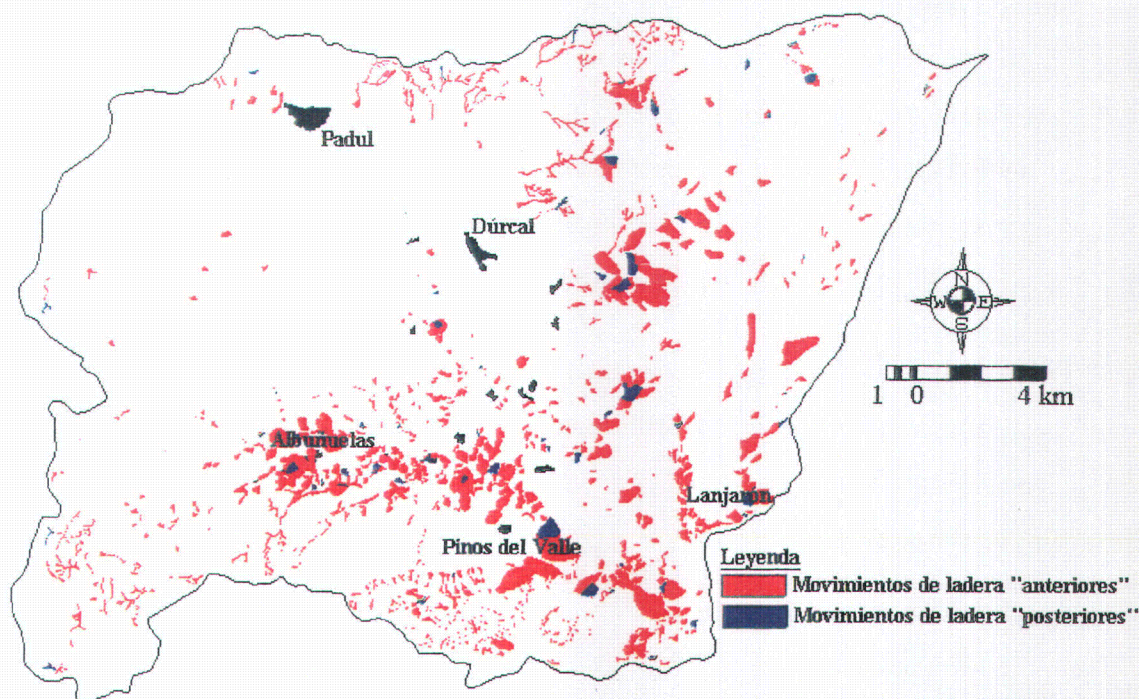 Padul
Dúrcal
N
W E
S
1 0 4 km
Albuñuelas
Lanjarón
Pinos del Valle
Leyenda
Movimientos de ladera "anteriores"
Movimientos de ladera "posteriores"